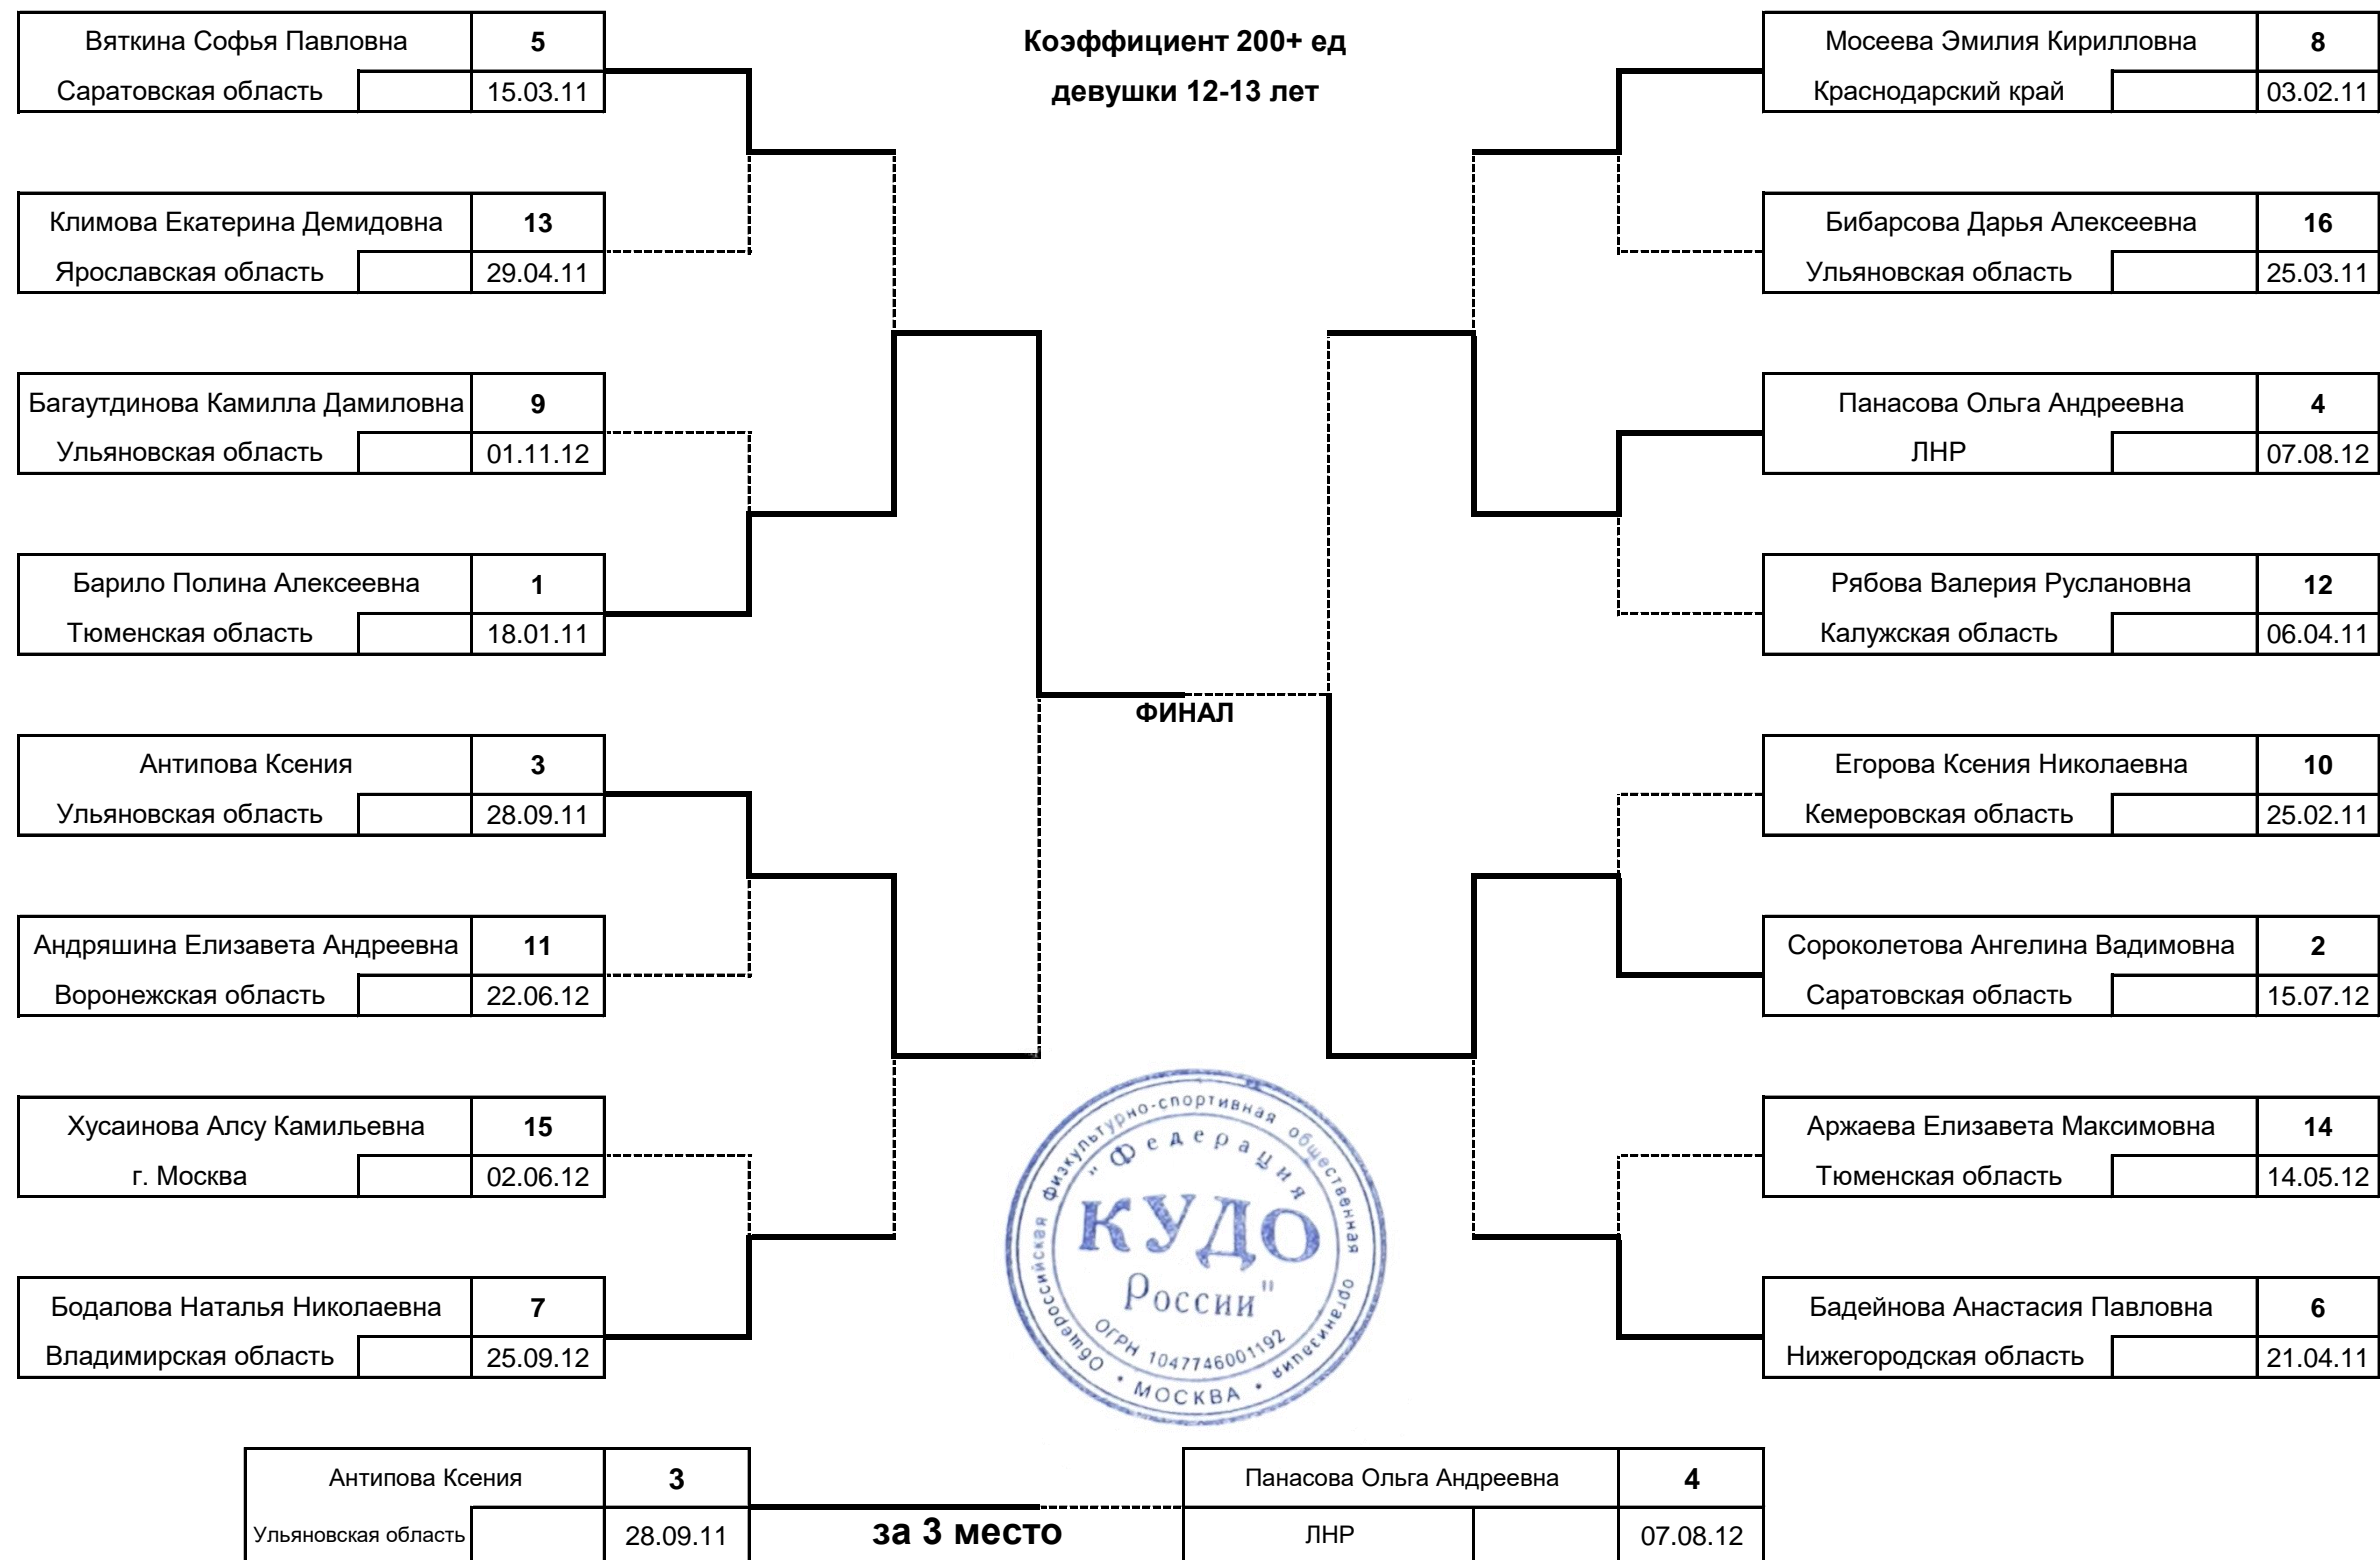 Коэффициент 200+ ед
девушки 12-13 лет
Вяткина Софья Павловна 5
Саратовская область 15.03.11
Климова Екатерина Демидовна 13
Ярославская область 29.04.11
Багаутдинова Камилла Дамиловна 9
Ульяновская область 01.11.12
Барило Полина Алексеевна 1
Тюменская область 18.01.11
Антипова Ксения 3
Ульяновская область 28.09.11
Андряшина Елизавета Андреевна 11
Воронежская область 22.06.12
Хусаинова Алсу Камильевна 15
г. Москва 02.06.12
Бодалова Наталья Николаевна 7
Владимирская область 25.09.12
Мосеева Эмилия Кирилловна 8
Краснодарский край 03.02.11
Бибарсова Дарья Алексеевна 16
Ульяновская область 25.03.11
Панасова Ольга Андреевна 4
ЛНР 07.08.12
Рябова Валерия Руслановна 12
Калужская область 06.04.11
Егорова Ксения Николаевна 10
Кемеровская область 25.02.11
Сороколетова Ангелина Вадимовна 2
Саратовская область 15.07.12
Аржаева Елизавета Максимовна 14
Тюменская область 14.05.12
Бадейнова Анастасия Павловна 6
Нижегородская область 21.04.11
ФИНАЛ
Общероссийская физкультурно-спортивная общественная организация
• МОСКВА •
"Федерация
КУДО
России"
ОГРН 1047746001192
Антипова Ксения 3
Ульяновская область 28.09.11
за 3 место
Панасова Ольга Андреевна 4
ЛНР 07.08.12